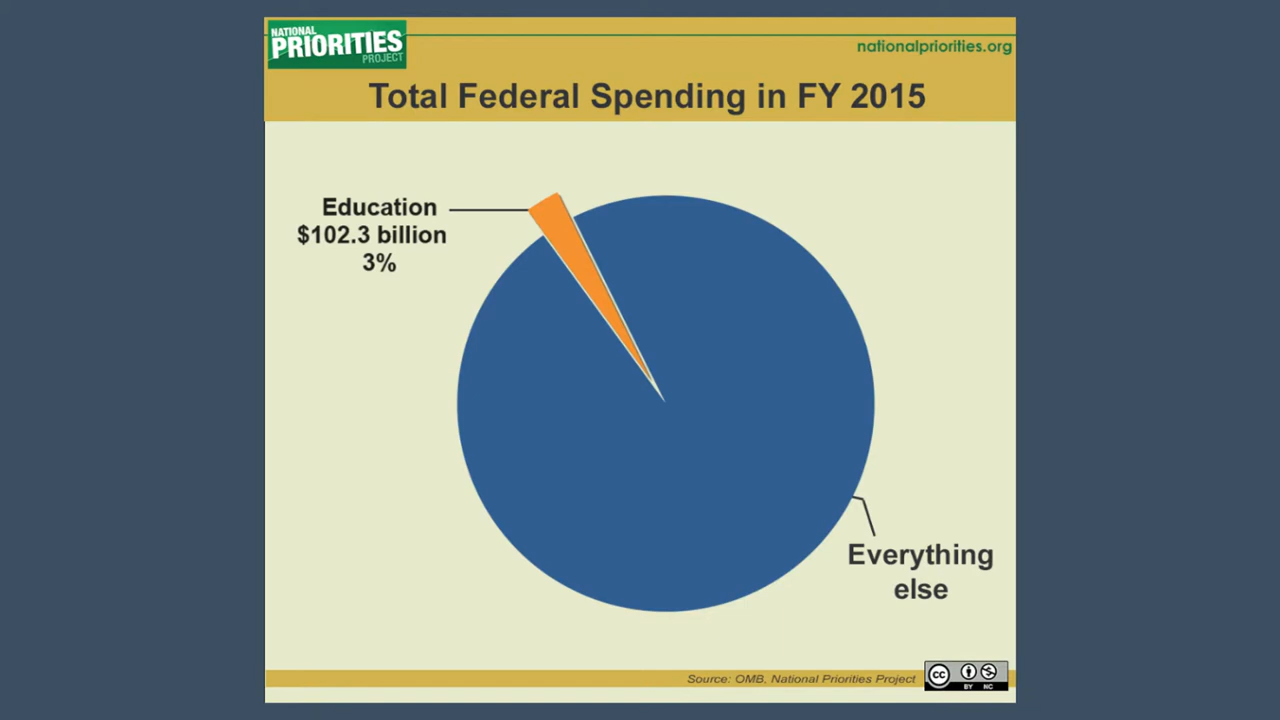 NATIONAL
PRIORITIES
PROJECT
nationalpriorities.org
Total Federal Spending in FY 2015
Education
$102.3 billion
3%
Everything
else
Source: OMB, National Priorities Project
cc
BY NC